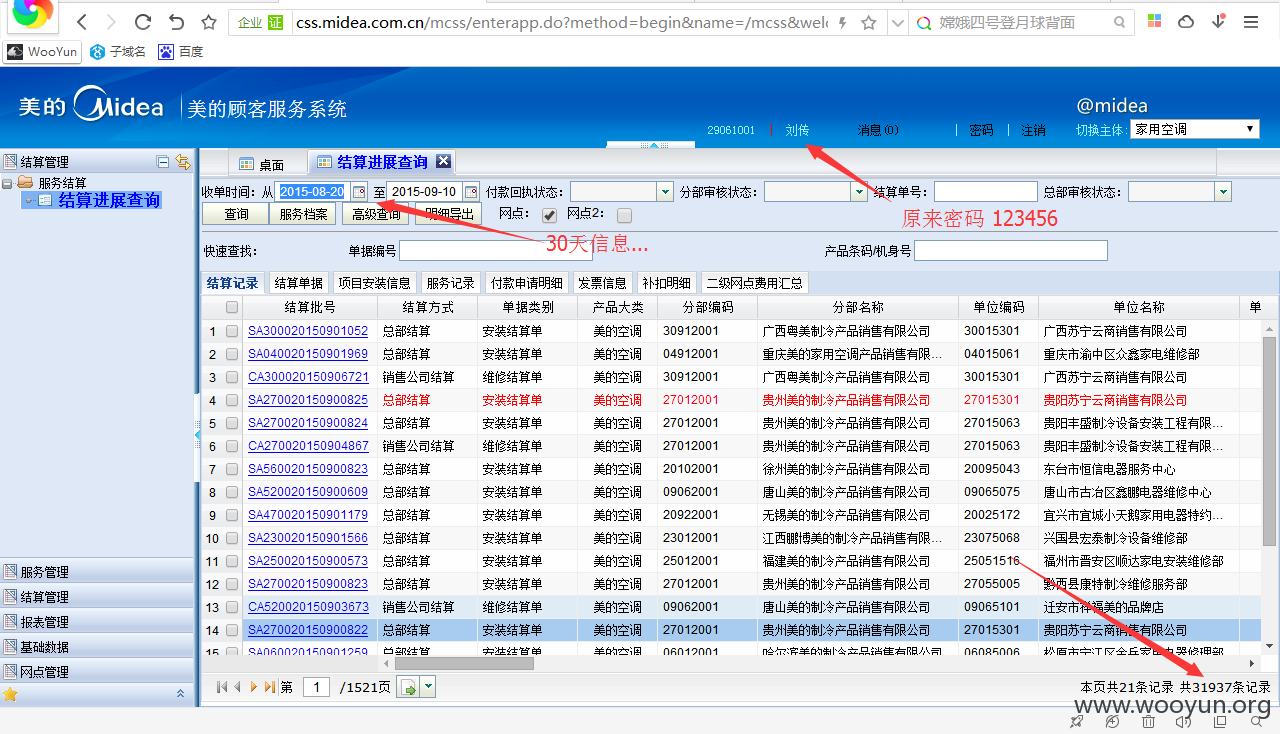 企业 证 css.midea.com.cn/mcss/enterapp.do?method=begin&name=/mcss&welc 嫦娥四号登月球背面
WooYun 子域名 百度
美的 Midea 美的顾客服务系统 @midea
29061001 刘传 消息(0) 密码 注销 切换主体: 家用空调
结算管理 桌面 结算进展查询
服务结算
结算进展查询
收单时间: 从 2015-08-20 至 2015-09-10 付款回执状态: 分部审核状态: 结算单号: 总部审核状态:
查询 服务档案 高级查询 明细导出 网点: 网点2: 原来密码 123456
30天信息...
快速查找: 单据编号 产品条码/机身号
结算记录 结算单据 项目安装信息 服务记录 付款申请明细 发票信息 补扣明细 二级网点费用汇总
结算批号 结算方式 单据类别 产品大类 分部编码 分部名称 单位编码 单位名称 单
1 SA300020150901052 总部结算 安装结算单 美的空调 30912001 广西粤美制冷产品销售有限公司 30015301 广西苏宁云商销售有限公司
2 SA040020150901969 总部结算 安装结算单 美的空调 04912001 重庆美的家用空调产品销售有限... 04015061 重庆市渝中区众鑫家电维修部
3 CA300020150906721 销售公司结算 维修结算单 美的空调 30912001 广西粤美制冷产品销售有限公司 30015301 广西苏宁云商销售有限公司
4 SA270020150900825 总部结算 安装结算单 美的空调 27012001 贵州美的制冷产品销售有限公司 27015301 贵阳苏宁云商销售有限公司
5 SA270020150900824 总部结算 安装结算单 美的空调 27012001 贵州美的制冷产品销售有限公司 27015063 贵阳丰盛制冷设备安装工程有限...
6 CA270020150904867 销售公司结算 维修结算单 美的空调 27012001 贵州美的制冷产品销售有限公司 27015063 贵阳丰盛制冷设备安装工程有限...
7 SA560020150900823 总部结算 安装结算单 美的空调 20102001 徐州美的制冷产品销售有限公司 20095043 东台市恒信电器服务中心
8 SA520020150900609 总部结算 安装结算单 美的空调 09062001 唐山美的制冷产品销售有限公司 09065075 唐山市古冶区鑫鹏电器维修中心
9 SA470020150901179 总部结算 安装结算单 美的空调 20922001 无锡美的制冷产品销售有限公司 20025172 宜兴市宜城小天鹅家用电器特约...
10 SA230020150901566 总部结算 安装结算单 美的空调 23012001 江西鹏博美的制冷产品销售有限... 23075068 兴国县宏泰制冷设备维修部
11 SA250020150900573 总部结算 安装结算单 美的空调 25012001 福建美的制冷产品销售有限公司 25051516 福州市晋安区顺达家电安装维修部
12 SA270020150900823 总部结算 安装结算单 美的空调 27012001 贵州美的制冷产品销售有限公司 27055005 黔西县康特制冷维修服务部
13 CA520020150903673 销售公司结算 维修结算单 美的空调 09062001 唐山美的制冷产品销售有限公司 09065101 迁安市祥福美的品牌店
14 SA270020150900822 总部结算 安装结算单 美的空调 27012001 贵州美的制冷产品销售有限公司 27015301 贵阳苏宁云商销售有限公司
15 SA060020150901259 总部结算 安装结算单 美的空调 06012001 哈尔滨美的制冷产品销售有限公司 06085006 松原市宁江区金兵家用电器修理部
服务管理
结算管理
报表管理
基础数据
网点管理
第 1 /1521页 本页共21条记录 共31937条记录
www.wooyun.org